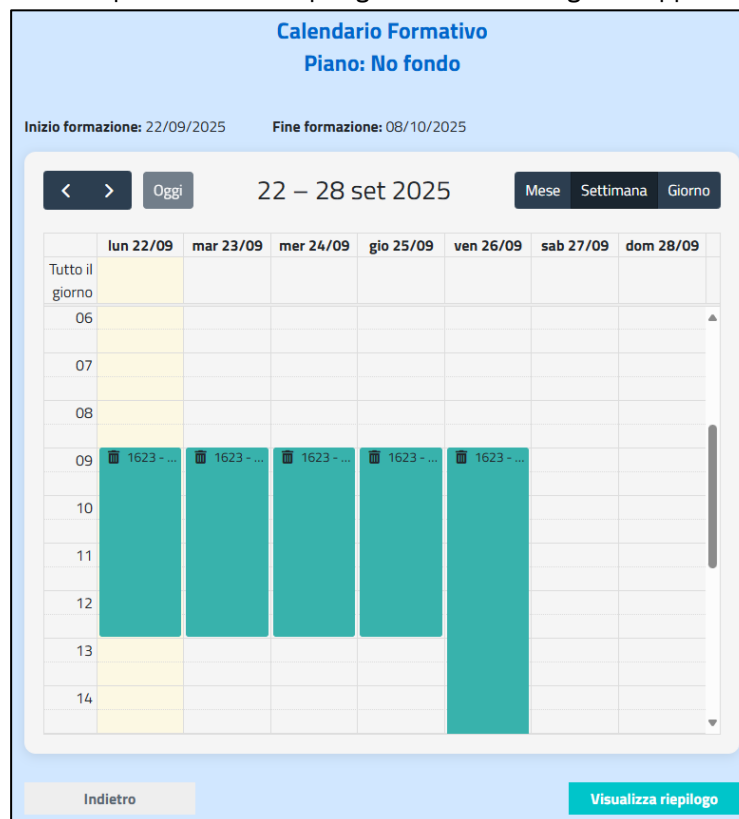 Calendario Formativo
Piano: No fondo
Inizio formazione: 22/09/2025 Fine formazione: 08/10/2025
Oggi 22 – 28 set 2025 Mese Settimana Giorno
lun 22/09 mar 23/09 mer 24/09 gio 25/09 ven 26/09 sab 27/09 dom 28/09
Tutto il
giorno
06
07
08
09 1623 - ... 1623 - ... 1623 - ... 1623 - ... 1623 - ...
10
11
12
13
14
Indietro Visualizza riepilogo